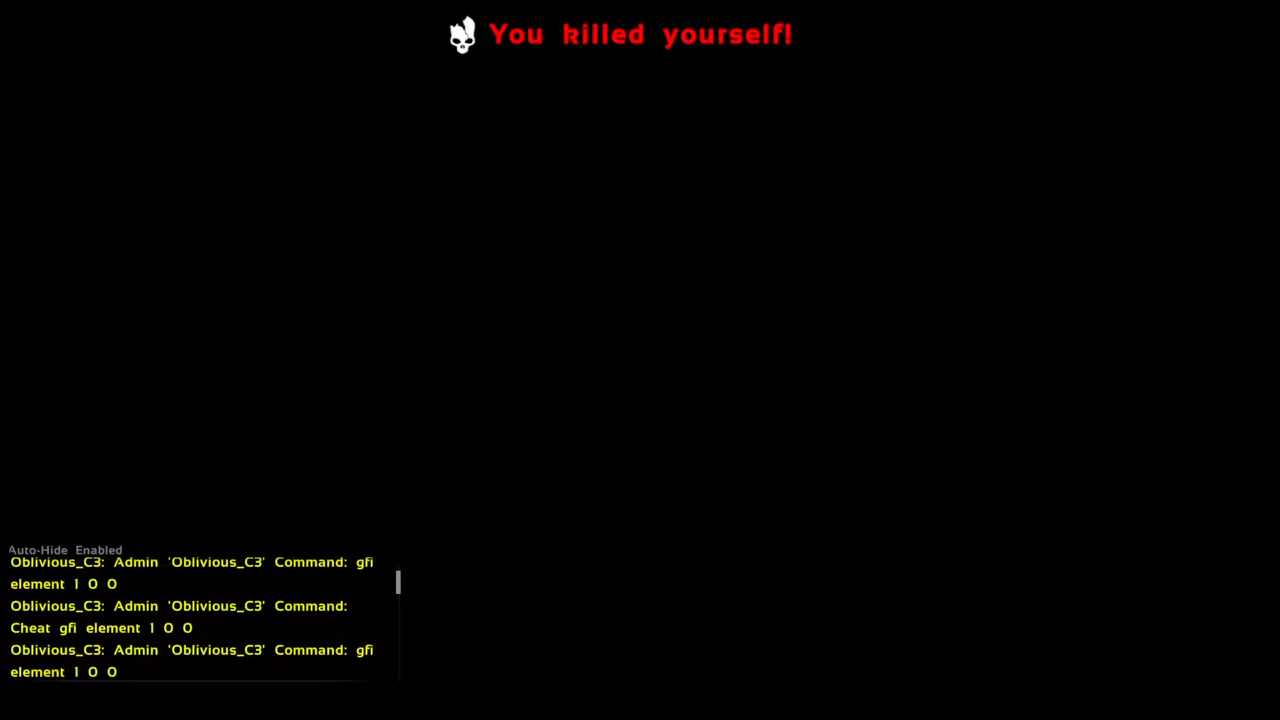 You killed yourself!
Auto-Hide Enabled
Oblivious_C3: Admin 'Oblivious_C3' Command: gfi
element 1 0 0
Oblivious_C3: Admin 'Oblivious_C3' Command:
Cheat gfi element 1 0 0
Oblivious_C3: Admin 'Oblivious_C3' Command: gfi
element 1 0 0